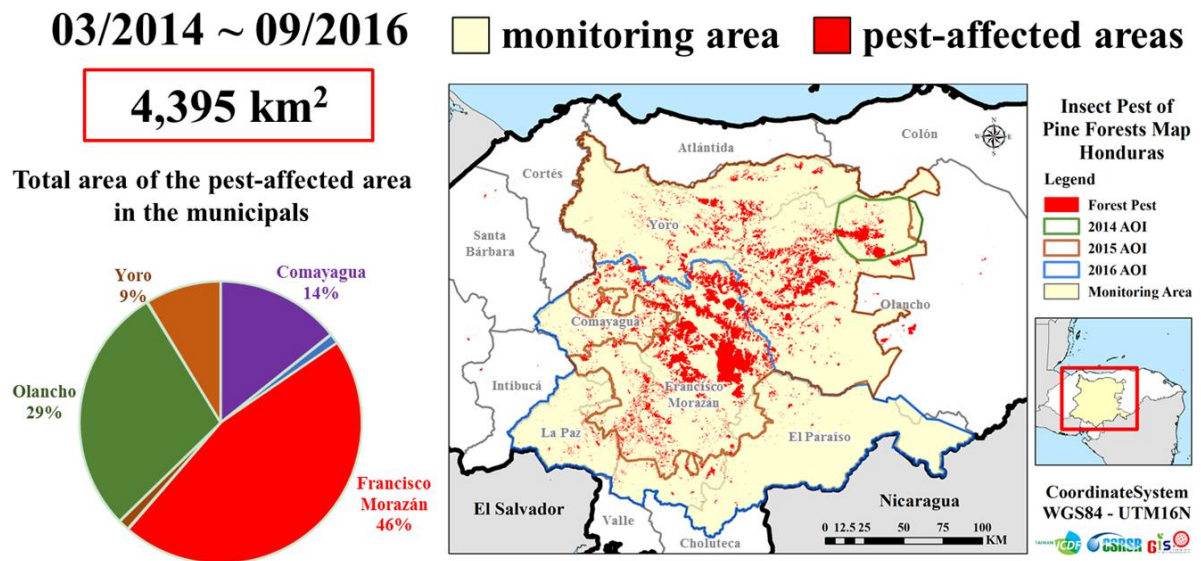 03/2014 ~ 09/2016
4,395 km²
Total area of the pest-affected area
in the municipals
Yoro
9%
Comayagua
14%
Olancho
29%
Francisco
Morazán
46%
monitoring area
pest-affected areas
Atlántida
Colón
Cortés
Santa
Bárbara
Yoro
Olancho
Comayagua
Intibucá
Francisco
Morazán
La Paz
El Paraíso
El Salvador
Nicaragua
Valle
Choluteca
0 12.5 25 50 75 100
KM
Insect Pest of
Pine Forests Map
Honduras
N
W E
S
Legend
Forest Pest
2014 AOI
2015 AOI
2016 AOI
Monitoring Area
CoordinateSystem
WGS84 - UTM16N
TAIWAN ICDF
CSRSR
GIS